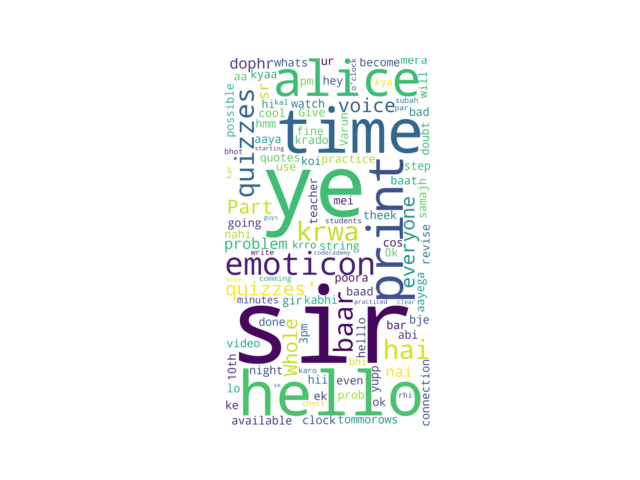 dophr whats ur become mera
aa kyaa alice o'clock
hey pm kya will
possible sr hi kal watch voice subah par bad
quizzes cool Give time doubt
hmm fine Varun
aaya krado
bhot starting quotes koi practice step
kar use ye print baat
Part teacher mei theek everyone samajh
going guys students
nahi krwa cos
problem write krro string codecademy Ok revise
emoticon
kiya comming poora aayega
quizzes' baad practiced clear
minutes gir kabhi
done sir baar bar bje
3pm helllo abi
video Whole hai
10th night karo bhi yupp nai connection
lo hii even
se ek prob rhi
ke check hello ok
available clock tommorows